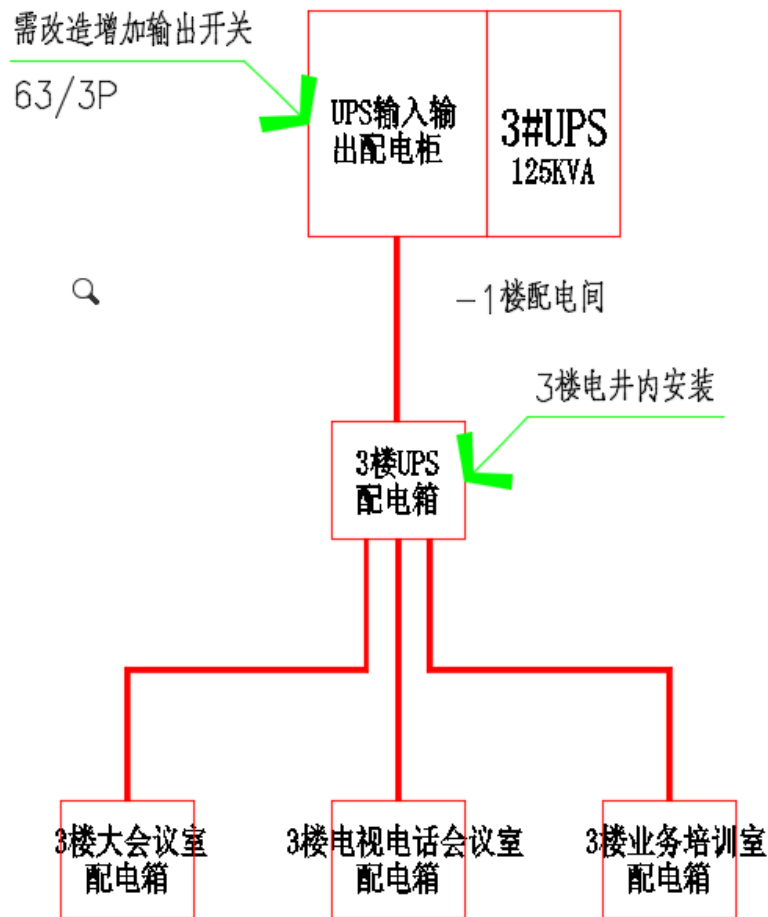 需改造增加输出开关
63/3P
UPS输入输
出配电柜
3#UPS
125KVA
-1楼配电间
3楼电井内安装
3楼UPS
配电箱
3楼大会议室
配电箱
3楼电视电话会议室
配电箱
3楼业务培训室
配电箱